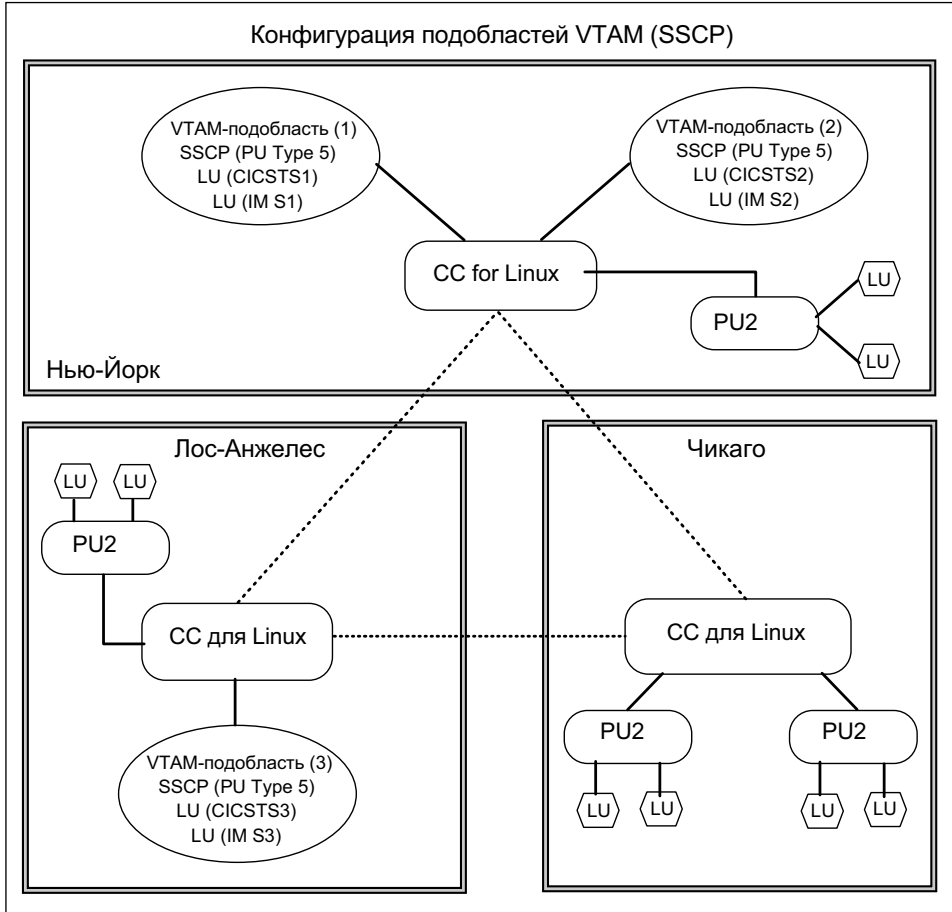 Конфигурация подобластей VTAM (SSCP)
VTAM-подобласть (1)
SSCP (PU Type 5)
LU (CICSTS1)
LU (IM S1)
VTAM-подобласть (2)
SSCP (PU Type 5)
LU (CICSTS2)
LU (IM S2)
CC for Linux
PU2
LU
LU
Нью-Йорк
Лос-Анжелес
LU
LU
PU2
СС для Linux
VTAM-подобласть (3)
SSCP (PU Type 5)
LU (CICSTS3)
LU (IM S3)
Чикаго
СС для Linux
PU2
PU2
LU
LU
LU
LU